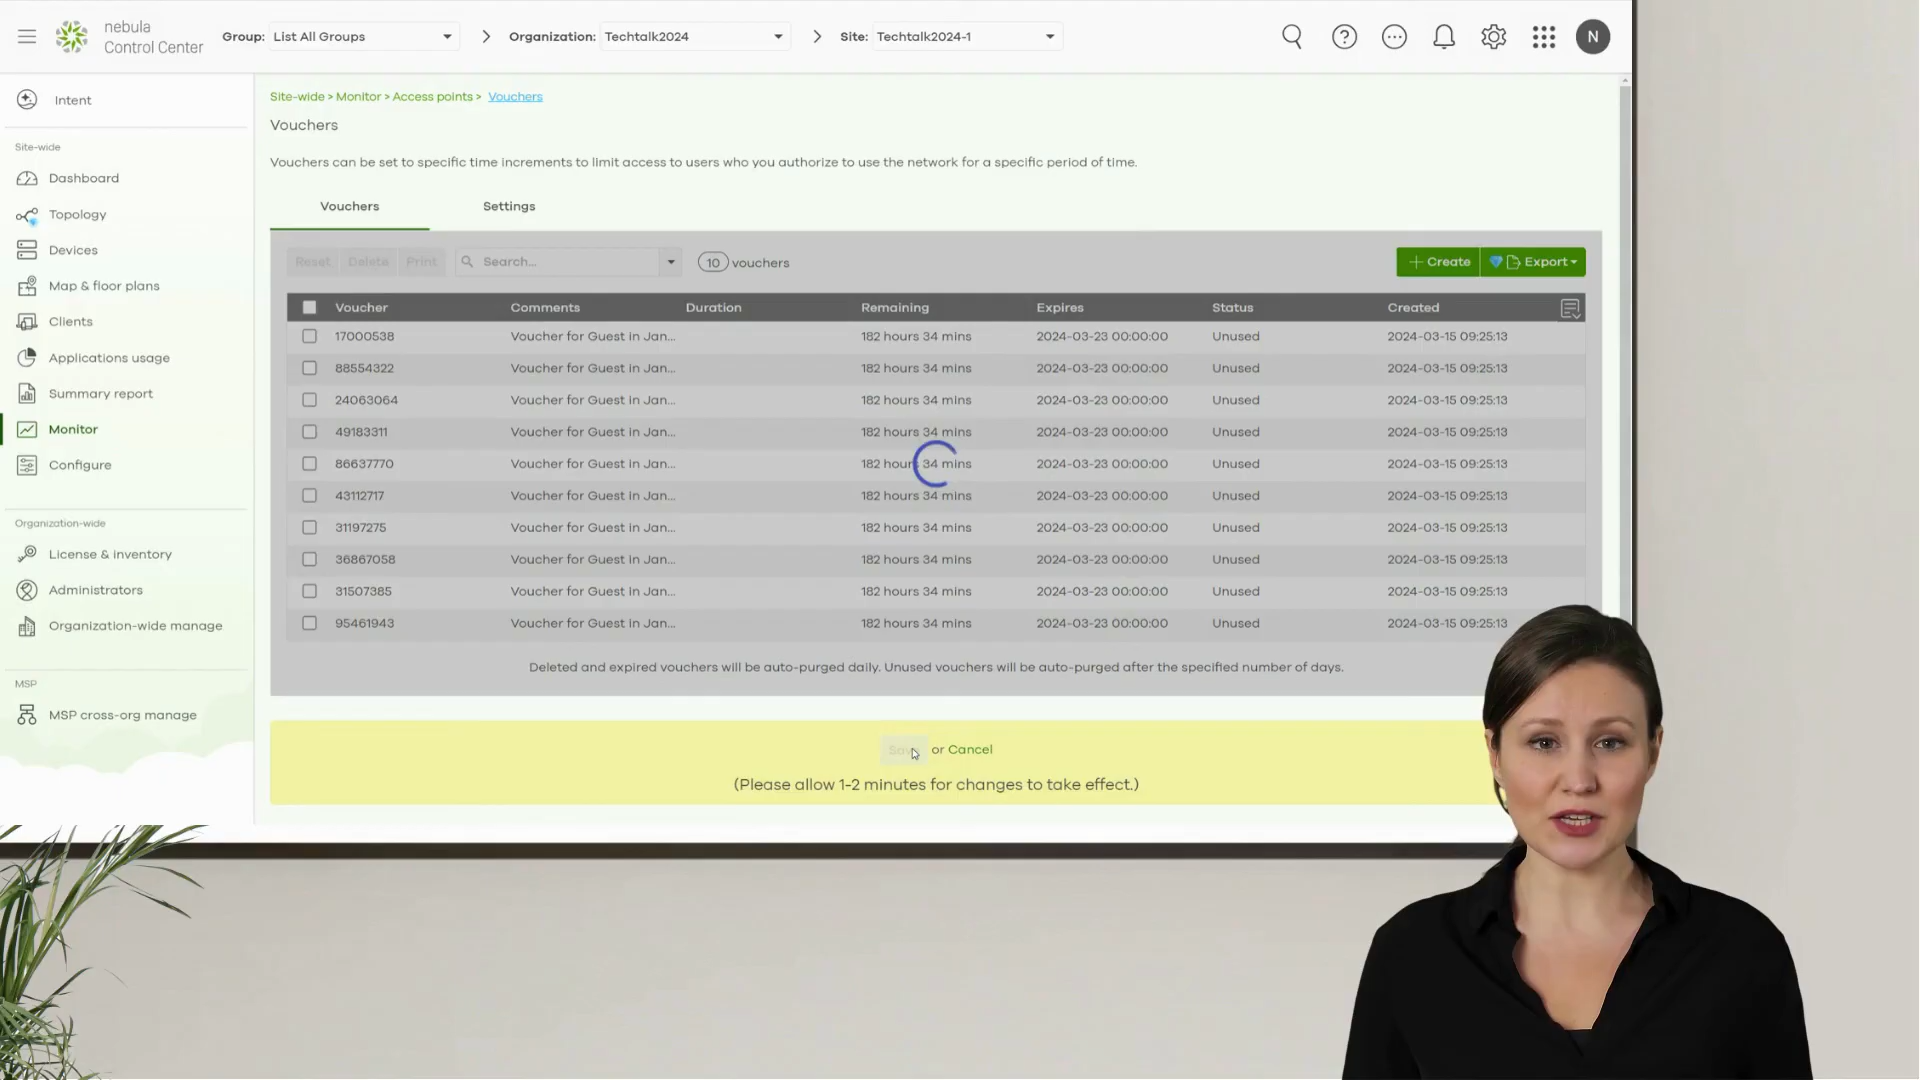 nebula
Control Center
Group: List All Groups
Organization: Techtalk2024
Site: Techtalk2024-1
N
Intent
Site-wide
Dashboard
Topology
Devices
Map & floor plans
Clients
Applications usage
Summary report
Monitor
Configure
Organization-wide
License & inventory
Administrators
Organization-wide manage
MSP
MSP cross-org manage
Site-wide > Monitor > Access points > Vouchers
Vouchers
Vouchers can be set to specific time increments to limit access to users who you authorize to use the network for a specific period of time.
Vouchers Settings
Reset Delete Print Search... 10 vouchers + Create Export
Voucher Comments Duration Remaining Expires Status Created
17000538 Voucher for Guest in Jan... 182 hours 34 mins 2024-03-23 00:00:00 Unused 2024-03-15 09:25:13
88554322 Voucher for Guest in Jan... 182 hours 34 mins 2024-03-23 00:00:00 Unused 2024-03-15 09:25:13
24063064 Voucher for Guest in Jan... 182 hours 34 mins 2024-03-23 00:00:00 Unused 2024-03-15 09:25:13
49183311 Voucher for Guest in Jan... 182 hours 34 mins 2024-03-23 00:00:00 Unused 2024-03-15 09:25:13
86637770 Voucher for Guest in Jan... 182 hours 34 mins 2024-03-23 00:00:00 Unused 2024-03-15 09:25:13
43112717 Voucher for Guest in Jan... 182 hours 34 mins 2024-03-23 00:00:00 Unused 2024-03-15 09:25:13
31197275 Voucher for Guest in Jan... 182 hours 34 mins 2024-03-23 00:00:00 Unused 2024-03-15 09:25:13
36867058 Voucher for Guest in Jan... 182 hours 34 mins 2024-03-23 00:00:00 Unused 2024-03-15 09:25:13
31507385 Voucher for Guest in Jan... 182 hours 34 mins 2024-03-23 00:00:00 Unused 2024-03-15 09:25:13
95461943 Voucher for Guest in Jan... 182 hours 34 mins 2024-03-23 00:00:00 Unused 2024-03-15 09:25:13
Deleted and expired vouchers will be auto-purged daily. Unused vouchers will be auto-purged after the specified number of days.
Save or Cancel
(Please allow 1-2 minutes for changes to take effect.)